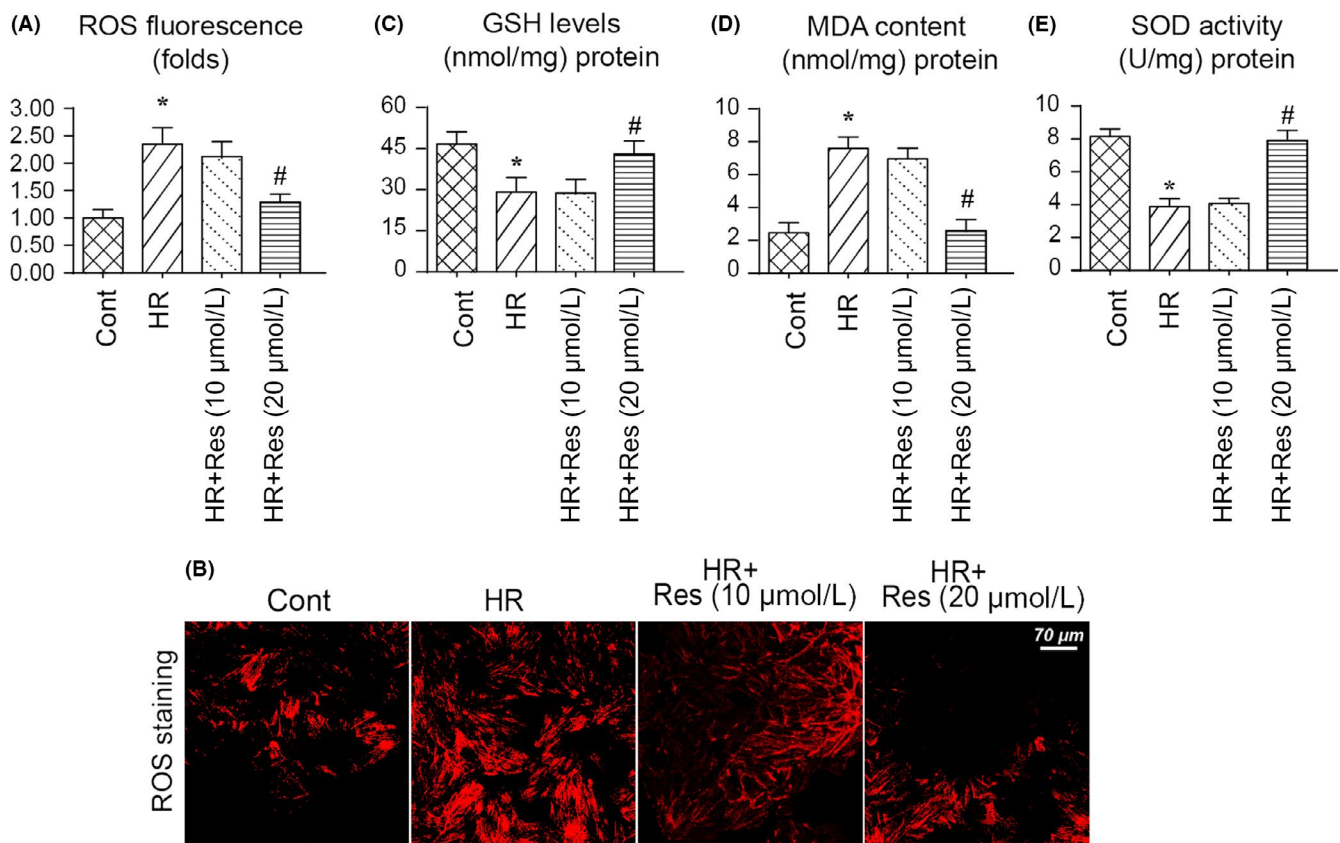 (A) ROS fluorescence
(folds)
3.00
2.50
2.00
1.50
1.00
0.50
0.00
*
#
Cont
HR
HR+Res (10 µmol/L)
HR+Res (20 µmol/L)
(C) GSH levels
(nmol/mg) protein
60
45
30
15
0
*
#
Cont
HR
HR+Res (10 µmol/L)
HR+Res (20 µmol/L)
(D) MDA content
(nmol/mg) protein
10
8
6
4
2
0
*
#
Cont
HR
HR+Res (10 µmol/L)
HR+Res (20 µmol/L)
(E) SOD activity
(U/mg) protein
10
8
6
4
2
0
*
#
Cont
HR
HR+Res (10 µmol/L)
HR+Res (20 µmol/L)
(B)
Cont
HR
HR+
Res (10 µmol/L)
HR+
Res (20 µmol/L)
70 µm
ROS staining